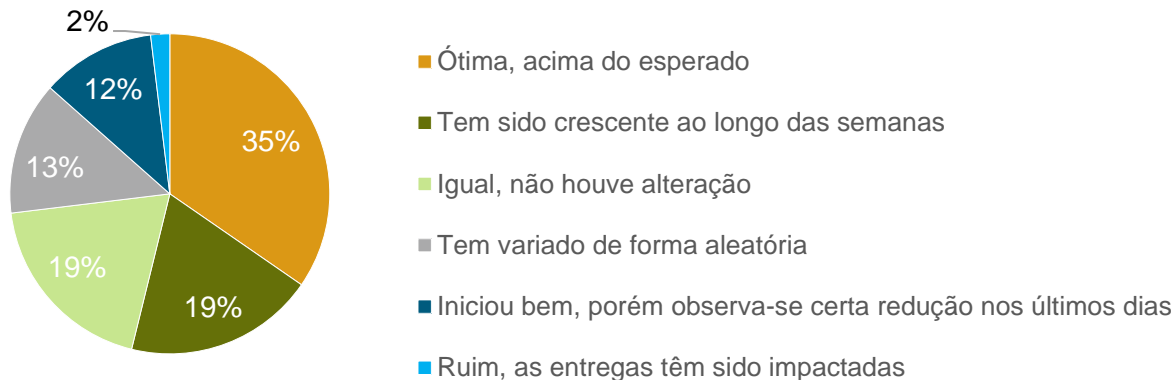 2%
12%
35%
13%
19%
19%
Ótima, acima do esperado
Tem sido crescente ao longo das semanas
Igual, não houve alteração
Tem variado de forma aleatória
Iniciou bem, porém observa-se certa redução nos últimos dias
Ruim, as entregas têm sido impactadas